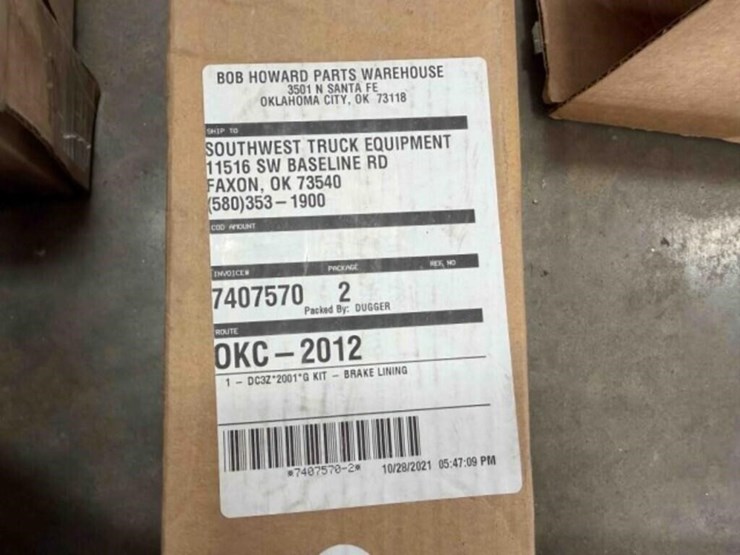 BOB HOWARD PARTS WAREHOUSE
3501 N SANTA FE
OKLAHOMA CITY, OK 73118
SHIP TO
SOUTHWEST TRUCK EQUIPMENT
11516 SW BASELINE RD
FAXON, OK 73540
(580)353-1900
COD AMOUNT
INVOICE# PACKAGE REF, NO
7407570 2
Packed By: DUGGER
ROUTE
OKC-2012
1 - DC3Z*2001*G KIT - BRAKE LINING
*7407570-2* 10/28/2021 05:47:09 PM